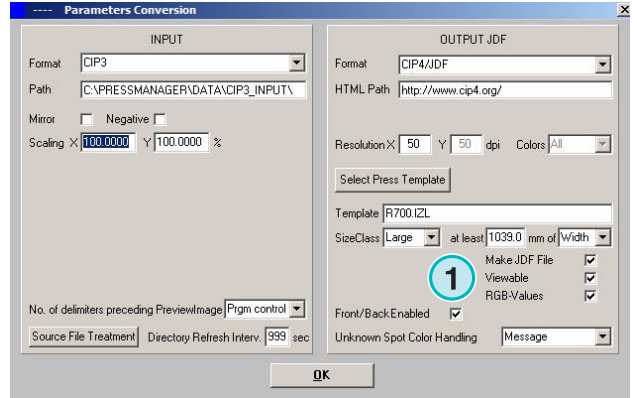 ---- Parameters Conversion
INPUT
Format CIP3
Path C:\PRESSMANAGER\DATA\CIP3_INPUT\
Mirror Negative
Scaling X 100.0000 Y 100.0000 %
No. of delimiters preceding PreviewImage Prgm control
Source File Treatment Directory Refresh Interv. 999 sec
OUTPUT JDF
Format CIP4/JDF
HTML Path http://www.cip4.org/
Resolution X 50 Y 50 dpi Colors All
Select Press Template
Template R700.IZL
SizeClass Large at least 1039.0 mm of Width
Make JDF File
1 Viewable
RGB-Values
Front/Back Enabled
Unknown Spot Color Handling Message
OK